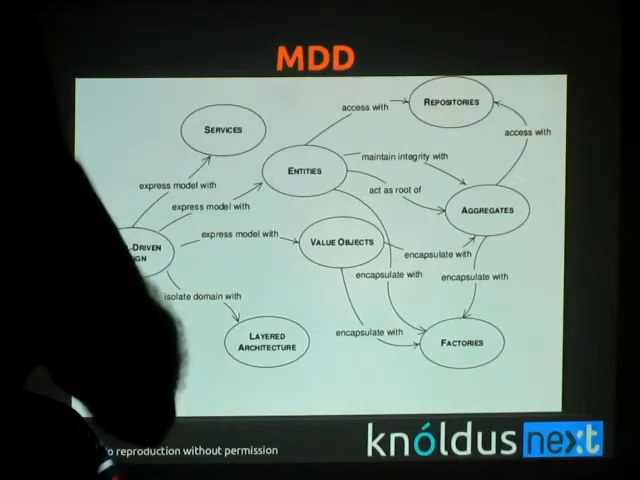 MDD
REPOSITORIES
access with
SERVICES
access with
maintain integrity with
ENTITIES
express model with
act as root of
express model with
AGGREGATES
express model with
VALUE OBJECTS
-DRIVEN
encapsulate with
encapsulate with
encapsulate with
isolate domain with
encapsulate with
LAYERED
ARCHITECTURE
FACTORIES
reproduction without permission
knóldus next